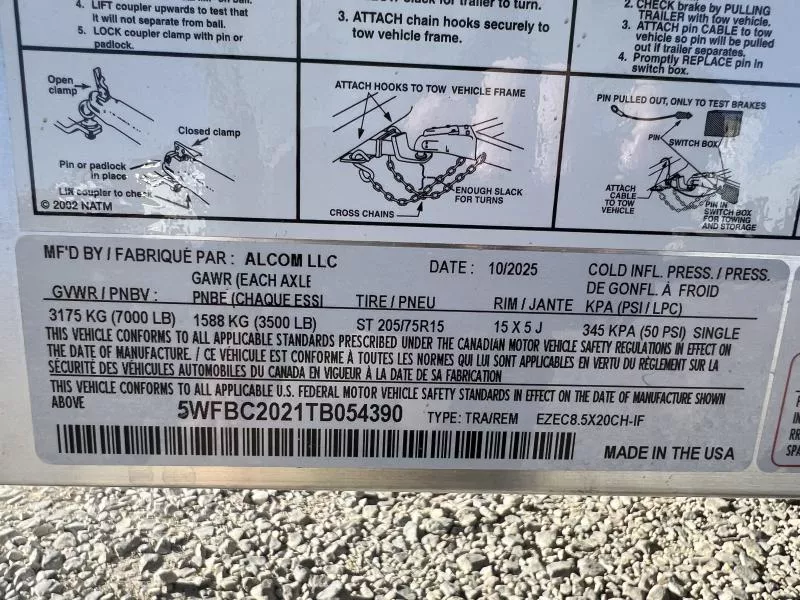 4. LIFT coupler upwards to test that
it will not separate from ball.
5. LOCK coupler clamp with pin or
padlock.
slack for trailer to turn.
3. ATTACH chain hooks securely to
tow vehicle frame.
2. CHECK brake by PULLING
TRAILER with tow vehicle.
3. ATTACH pin CABLE to tow
vehicle so pin will be pulled
out if trailer separates.
4. Promptly REPLACE pin in
switch box.
Open
clamp
Closed clamp
Pin or padlock
in place
Lift coupler to check
© 2002 NATM
ATTACH HOOKS TO TOW VEHICLE FRAME
ENOUGH SLACK
FOR TURNS
CROSS CHAINS
PIN PULLED OUT, ONLY TO TEST BRAKES
PIN
SWITCH BOX
ATTACH
CABLE
TO TOW
VEHICLE
PIN IN
SWITCH BOX
FOR TOWING
AND STORAGE
MF'D BY / FABRIQUÉ PAR : ALCOM LLC
DATE : 10/2025
GVWR / PNBV :
GAWR (EACH AXLE
PNBE (CHAQUE ESSI
TIRE / PNEU
RIM / JANTE
COLD INFL. PRESS. / PRESS.
DE GONFL. À FROID
KPA (PSI / LPC)
3175 KG (7000 LB) 1588 KG (3500 LB) ST 205/75R15 15 X 5 J 345 KPA (50 PSI) SINGLE
THIS VEHICLE CONFORMS TO ALL APPLICABLE STANDARDS PRESCRIBED UNDER THE CANADIAN MOTOR VEHICLE SAFETY REGULATIONS IN EFFECT ON
THE DATE OF MANUFACTURE. / CE VÉHICULE EST CONFORME À TOUTES LES NORMES QUI LUI SONT APPLICABLES EN VERTU DU RÈGLEMENT SUR LA
SÉCURITÉ DES VÉHICULES AUTOMOBILES DU CANADA EN VIGUEUR À LA DATE DE SA FABRICATION
THIS VEHICLE CONFORMS TO ALL APPLICABLE U.S. FEDERAL MOTOR VEHICLE SAFETY STANDARDS IN EFFECT ON THE DATE OF MANUFACTURE SHOWN
ABOVE
5WFBC2021TB054390 TYPE: TRA/REM EZEC8.5X20CH-IF
MADE IN THE USA